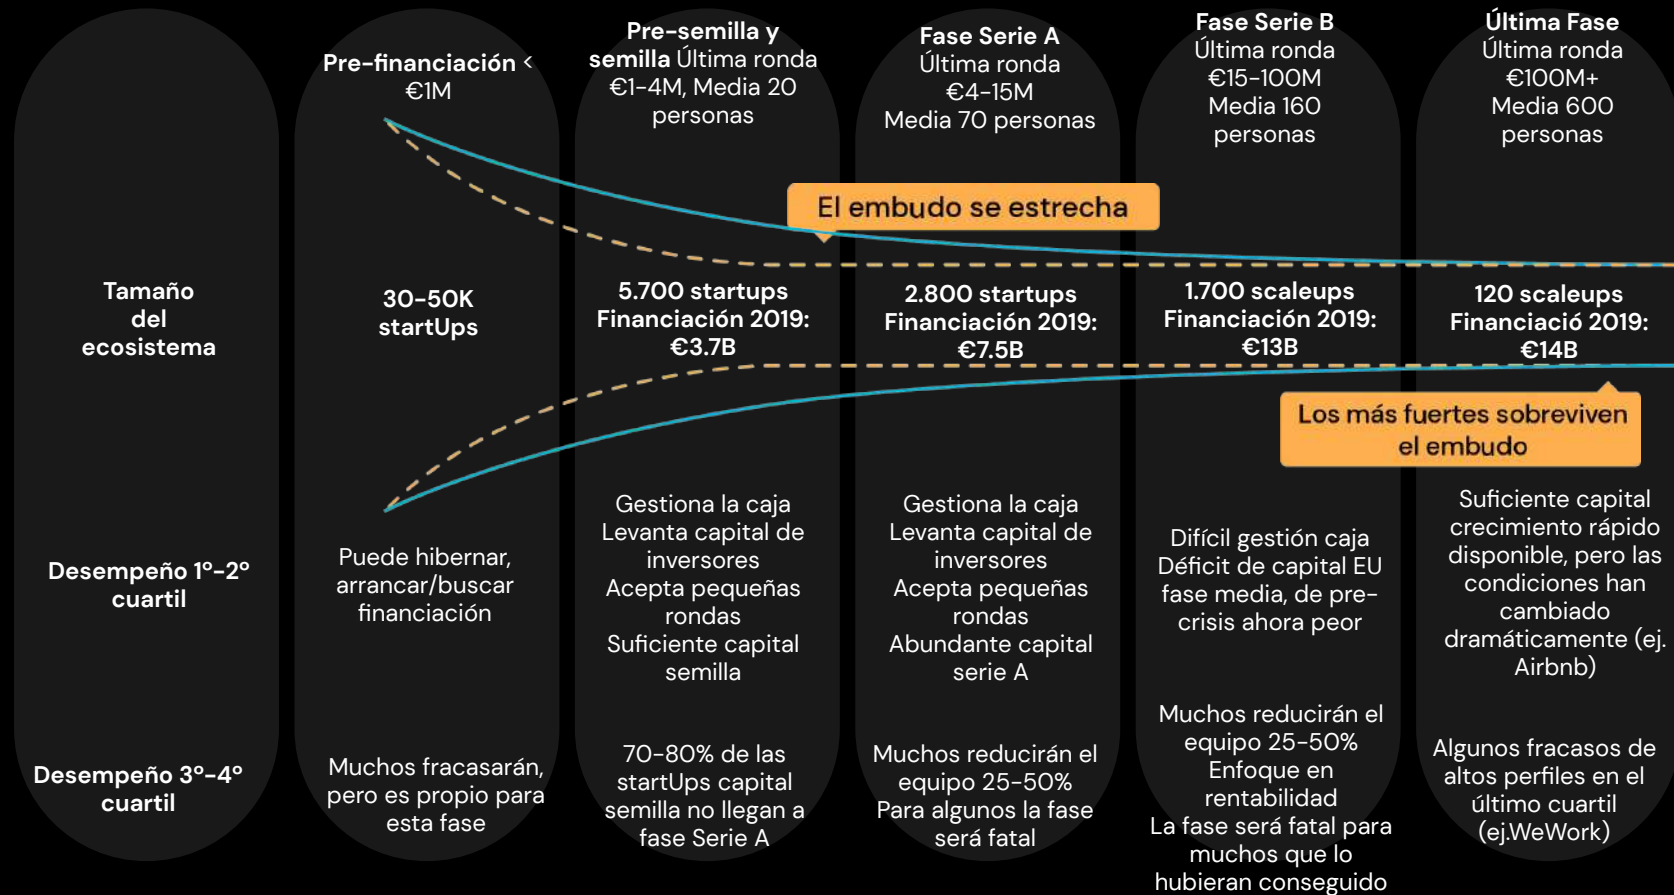 Pre-financiación <
€1M
Pre-semilla y
semilla Última ronda
€1-4M, Media 20
personas
Fase Serie A
Última ronda
€4-15M
Media 70 personas
Fase Serie B
Última ronda
€15-100M
Media 160
personas
Última Fase
Última ronda
€100M+
Media 600
personas
El embudo se estrecha
Tamaño
del
ecosistema
30-50K
startUps
5.700 startups
Financiación 2019:
€3.7B
2.800 startups
Financiación 2019:
€7.5B
1.700 scaleups
Financiación 2019:
€13B
120 scaleups
Financiació 2019:
€14B
Los más fuertes sobreviven
el embudo
Desempeño 1º-2º
cuartil
Puede hibernar,
arrancar/buscar
financiación
Gestiona la caja
Levanta capital de
inversores
Acepta pequeñas
rondas
Suficiente capital
semilla
Gestiona la caja
Levanta capital de
inversores
Acepta pequeñas
rondas
Abundante capital
serie A
Difícil gestión caja
Déficit de capital EU
fase media, de pre-
crisis ahora peor
Suficiente capital
crecimiento rápido
disponible, pero las
condiciones han
cambiado
dramáticamente (ej.
Airbnb)
Desempeño 3º-4º
cuartil
Muchos fracasarán,
pero es propio para
esta fase
70-80% de las
startUps capital
semilla no llegan a
fase Serie A
Muchos reducirán el
equipo 25-50%
Para algunos la fase
será fatal
Muchos reducirán el
equipo 25-50%
Enfoque en
rentabilidad
La fase será fatal para
muchos que lo
hubieran conseguido
Algunos fracasos de
altos perfiles en el
último cuartil
(ej.WeWork)